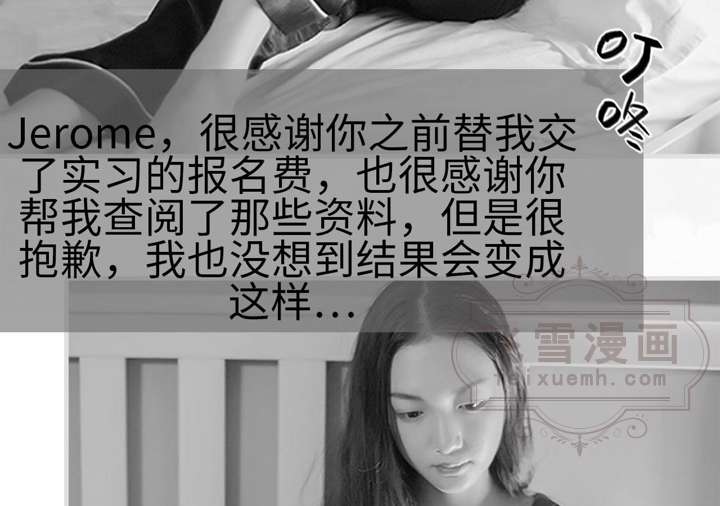 叮
咚
Jerome，很感谢你之前替我交
了实习的报名费，也很感谢你
帮我查阅了那些资料，但是很
抱歉，我也没想到结果会变成
这样…
雪漫画
feixuemh.com